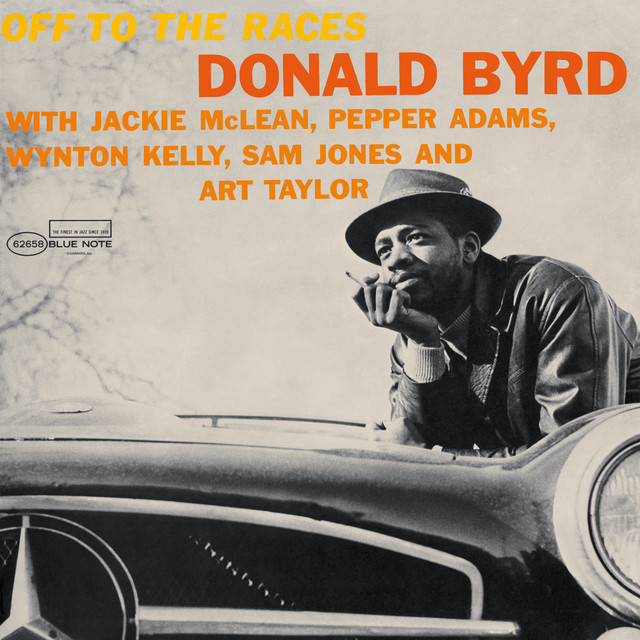 OFF TO THE RACES
DONALD BYRD
WITH JACKIE McLEAN, PEPPER ADAMS,
WYNTON KELLY, SAM JONES AND
ART TAYLOR
THE FINEST IN JAZZ SINCE 1939
62658 BLUE NOTE